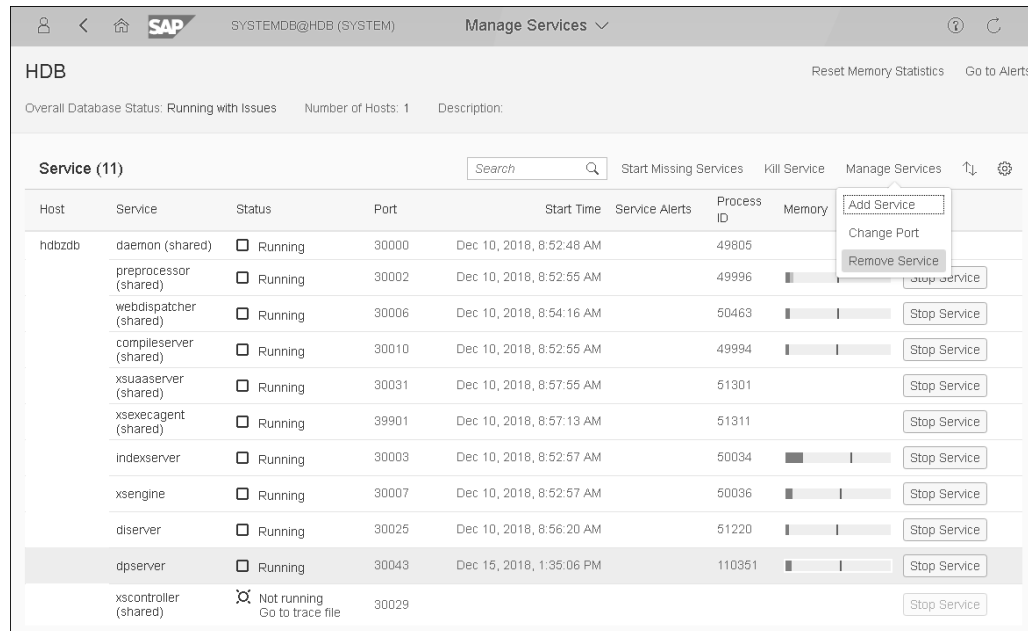 SAP SYSTEMDB@HDB (SYSTEM) Manage Services
HDB
Reset Memory Statistics Go to Alerts
Overall Database Status: Running with Issues Number of Hosts: 1 Description:
Service (11) Search Start Missing Services Kill Service Manage Services
Add Service
Change Port
Remove Service
Host Service Status Port Start Time Service Alerts Process ID Memory
hdbzdb daemon (shared) Running 30000 Dec 10, 2018, 8:52:48 AM 49805
preprocessor (shared) Running 30002 Dec 10, 2018, 8:52:55 AM 49996 Stop Service
webdispatcher (shared) Running 30006 Dec 10, 2018, 8:54:16 AM 50463 Stop Service
compileserver (shared) Running 30010 Dec 10, 2018, 8:52:55 AM 49994 Stop Service
xsuaaserver (shared) Running 30031 Dec 10, 2018, 8:57:55 AM 51301 Stop Service
xsexecagent (shared) Running 39901 Dec 10, 2018, 8:57:13 AM 51311 Stop Service
indexserver Running 30003 Dec 10, 2018, 8:52:57 AM 50034 Stop Service
xsengine Running 30007 Dec 10, 2018, 8:52:57 AM 50036 Stop Service
diserver Running 30025 Dec 10, 2018, 8:56:20 AM 51220 Stop Service
dpserver Running 30043 Dec 15, 2018, 1:35:06 PM 110351 Stop Service
xscontroller (shared) Not running Go to trace file 30029 Stop Service